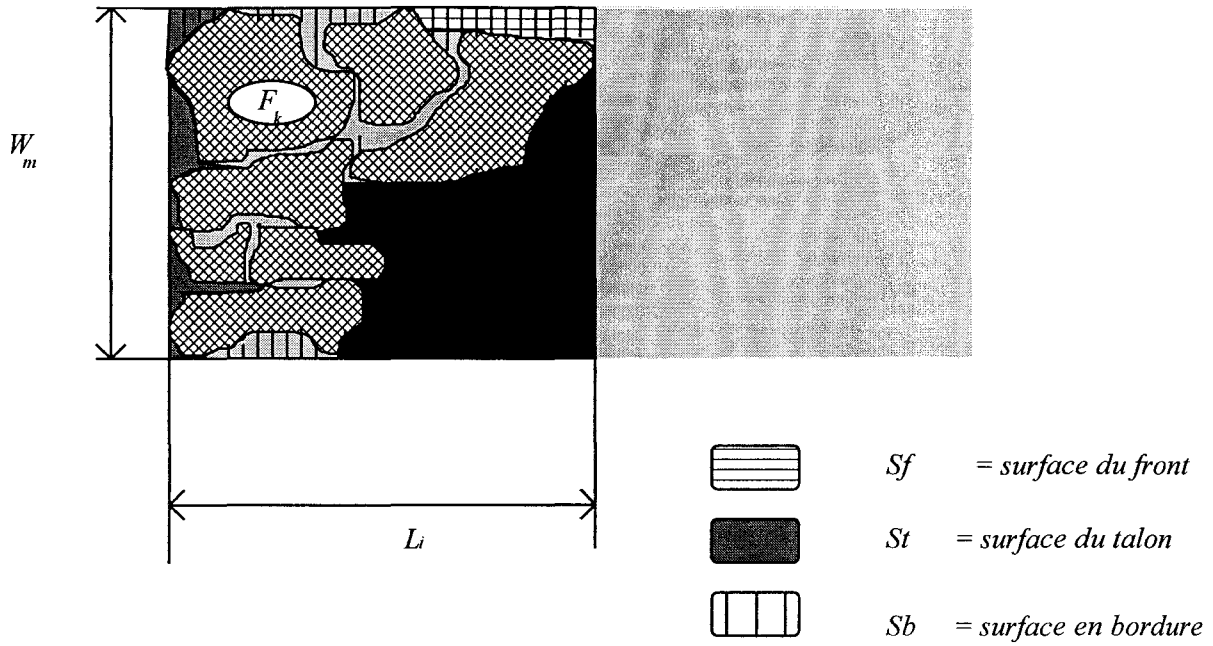 F_k
W_m
L_i
Sf = surface du front
St = surface du talon
Sb = surface en bordure